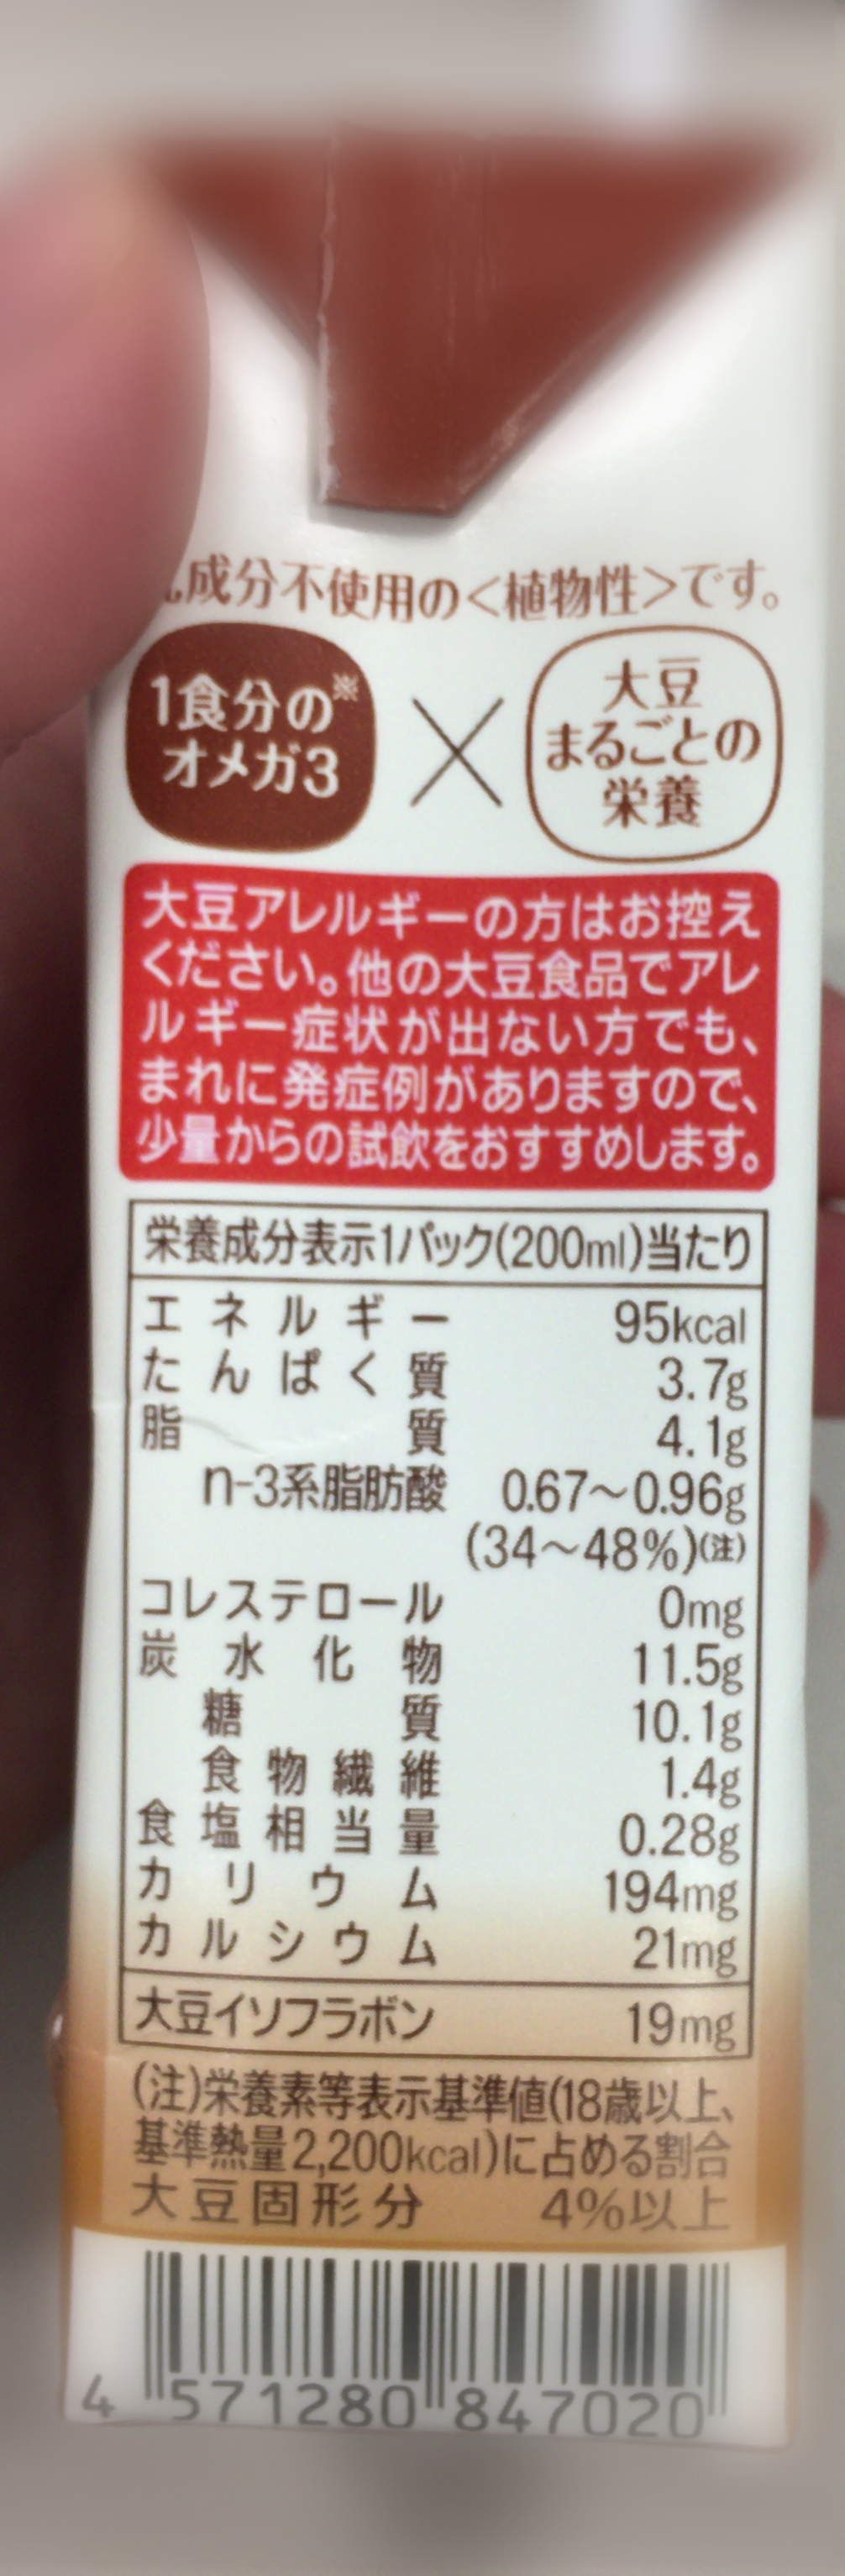 成分不使用の<植物性>です。
1食分の※
オメガ3
×
大豆
まるごとの
栄養
大豆アレルギーの方はお控え
ください。他の大豆食品でアレ
ルギー症状が出ない方でも、
まれに発症例がありますので、
少量からの試飲をおすすめします。
栄養成分表示1パック(200ml)当たり
エネルギー 95kcal
たんぱく質 3.7g
脂質 4.1g
n-3系脂肪酸 0.67～0.96g
(34～48%)(注)
コレステロール 0mg
炭水化物 11.5g
糖質 10.1g
食物繊維 1.4g
食塩相当量 0.28g
カリウム 194mg
カルシウム 21mg
大豆イソフラボン 19mg
(注)栄養素等表示基準値(18歳以上、
基準熱量2,200kcal)に占める割合
大豆固形分 4%以上
4 571280 847020